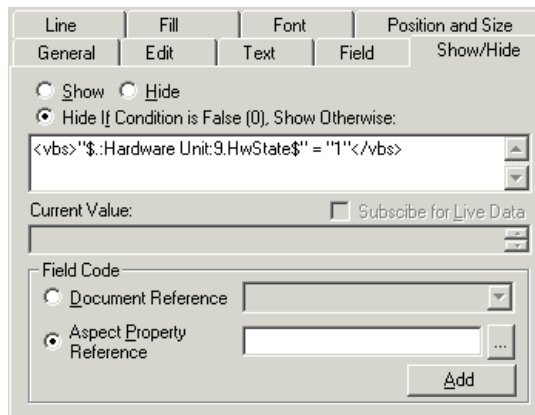 Line Fill Font Position and Size
General Edit Text Field Show/Hide
Show Hide
Hide If Condition is False (0), Show Otherwise:
<vbs>"$.:Hardware Unit:9.HwState$" = "1"</vbs>
Current Value: Subscibe for Live Data
Field Code
Document Reference
Aspect Property
Reference ...
Add